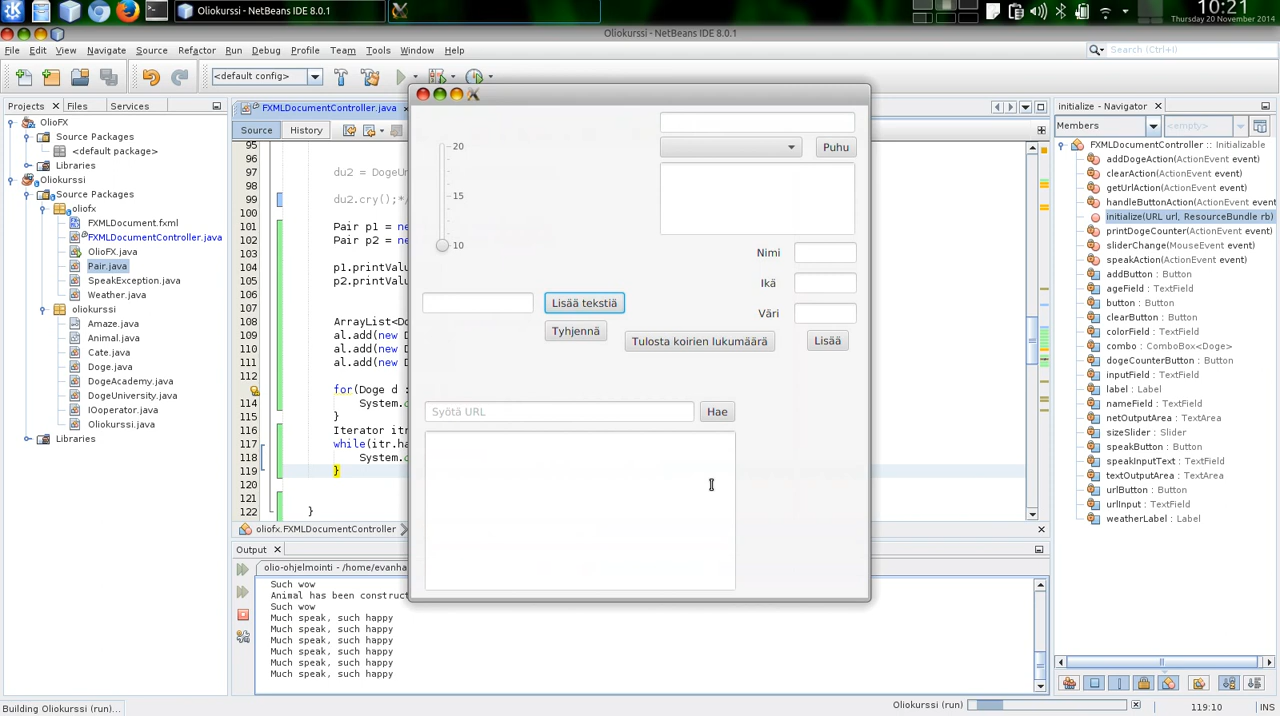 Oliokurssi - NetBeans IDE 8.0.1
10:21
Thursday 20 November 2014
Oliokurssi - NetBeans IDE 8.0.1
File Edit View Navigate Source Refactor Run Debug Profile Team Tools Window Help
Search (Ctrl+I)
<default config>
Projects Files Services
OlioFX
Source Packages
<default package>
Libraries
Oliokurssi
Source Packages
oliofx
FXMLDocument.fxml
FXMLDocumentController.java
OlioFX.java
Pair.java
SpeakException.java
Weather.java
oliokurssi
Amaze.java
Animal.java
Cate.java
Doge.java
DogeAcademy.java
DogeUniversity.java
IOoperator.java
Oliokurssi.java
Libraries
FXMLDocumentController.java
Source History
95
96
97 du2 = DogeUn
98
99 du2.cry();*/
100
101 Pair p1 = ne
102 Pair p2 = ne
103
104 p1.printValu
105 p2.printValu
106
107
108 ArrayList<Do
109 al.add(new D
110 al.add(new D
111 al.add(new D
112
for(Doge d :
114 System.o
115 }
116 Iterator itr
117 while(itr.ha
118 System.o
119 }
120
121
122 }
oliofx.FXMLDocumentController
Output
olio-ohjelmointi - /home/evanha
Such wow
Animal has been construct
Such wow
Much speak, such happy
Much speak, such happy
Much speak, such happy
Much speak, such happy
Much speak, such happy
Much speak, such happy
20
15
10
Puhu
Nimi
Ikä
Väri
Lisää tekstiä
Tyhjennä
Tulosta koirien lukumäärä
Lisää
Syötä URL
Hae
initialize - Navigator
Members <empty>
FXMLDocumentController :: Initializable
addDogeAction(ActionEvent event)
clearAction(ActionEvent event)
getUrlAction(ActionEvent event)
handleButtonAction(ActionEvent event)
initialize(URL url, ResourceBundle rb)
printDogeCounter(ActionEvent event)
sliderChange(MouseEvent event)
speakAction(ActionEvent event)
addButton : Button
ageField : TextField
button : Button
clearButton : Button
colorField : TextField
combo : ComboBox<Doge>
dogeCounterButton : Button
inputField : TextField
label : Label
nameField : TextField
netOutputArea : TextArea
sizeSlider : Slider
speakButton : Button
speakInputText : TextField
textOutputArea : TextArea
urlButton : Button
urlInput : TextField
weatherLabel : Label
Building Oliokurssi (run)...
Oliokurssi (run)
119:10
INS